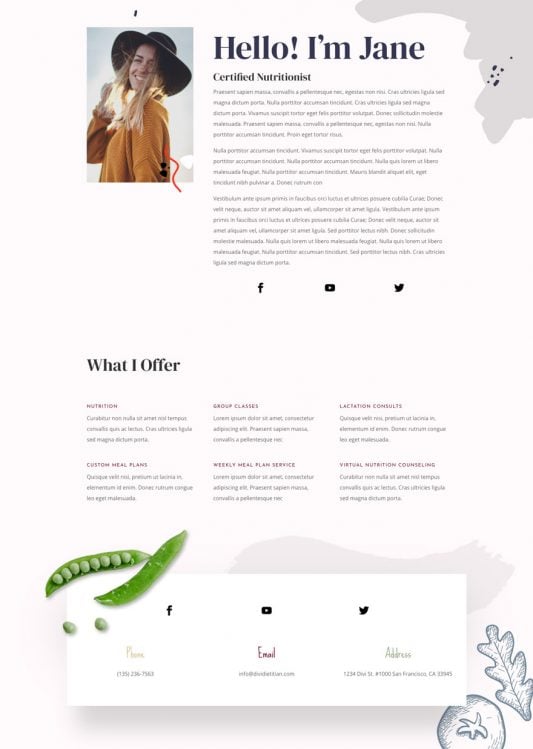 Hello! I'm Jane
Certified Nutritionist
Praesent sapien massa, convallis a pellentesque nec, egestas non nisi. Cras ultricies ligula sed
magna dictum porta. Nulla porttitor accumsan tincidunt. Cras ultricies ligula sed magna
dictum porta. Vivamus suscipit tortor eget felis porttitor volutpat. Donec sollicitudin molestie
malesuada. Praesent sapien massa, convallis a pellentesque nec, egestas non nisi. Nulla
porttitor accumsan tincidunt. Proin eget tortor risus.
Nulla porttitor accumsan tincidunt. Vivamus suscipit tortor eget felis porttitor volutpat. Nulla
porttitor accumsan tincidunt. Nulla porttitor accumsan tincidunt. Nulla quis lorem ut libero
malesuada feugiat. Nulla porttitor accumsan tincidunt. Mauris blandit aliquet elit, eget
tincidunt nibh pulvinar a. Donec rutrum con
Vestibulum ante ipsum primis in faucibus orci luctus et ultrices posuere cubilia Curae; Donec
velit neque, auctor sit amet aliquam vel, ullamcorper sit amet ligula. Vestibulum ante ipsum
primis in faucibus orci luctus et ultrices posuere cubilia Curae; Donec velit neque, auctor sit
amet aliquam vel, ullamcorper sit amet ligula. Sed porttitor lectus nibh. Donec sollicitudin
molestie malesuada. Nulla quis lorem ut libero malesuada feugiat. Nulla quis lorem ut libero
malesuada feugiat. Nulla porttitor accumsan tincidunt. Sed porttitor lectus nibh. Cras ultricies
ligula sed magna dictum porta.
What I Offer
NUTRITION
Curabitur non nulla sit amet nisl tempus
convallis quis ac lectus. Cras ultricies ligula
sed magna dictum porta.
GROUP CLASSES
Lorem ipsum dolor sit amet, consectetur
adipiscing elit. Praesent sapien massa,
convallis a pellentesque nec
LACTATION CONSULTS
Quisque velit nisi, pretium ut lacinia in,
elementum id enim. Donec rutrum congue
leo eget malesuada.
CUSTOM MEAL PLANS
Quisque velit nisi, pretium ut lacinia in,
elementum id enim. Donec rutrum congue
leo eget malesuada.
WEEKLY MEAL PLAN SERVICE
Lorem ipsum dolor sit amet, consectetur
adipiscing elit. Praesent sapien massa,
convallis a pellentesque nec
VIRTUAL NUTRITION COUNSELING
Curabitur non nulla sit amet nisl tempus
convallis quis ac lectus. Cras ultricies ligula
sed magna dictum porta.
Phone
(135) 236-7563
Email
info@dividietitian.com
Address
1234 Divi St. #1000 San Francisco, CA 33945